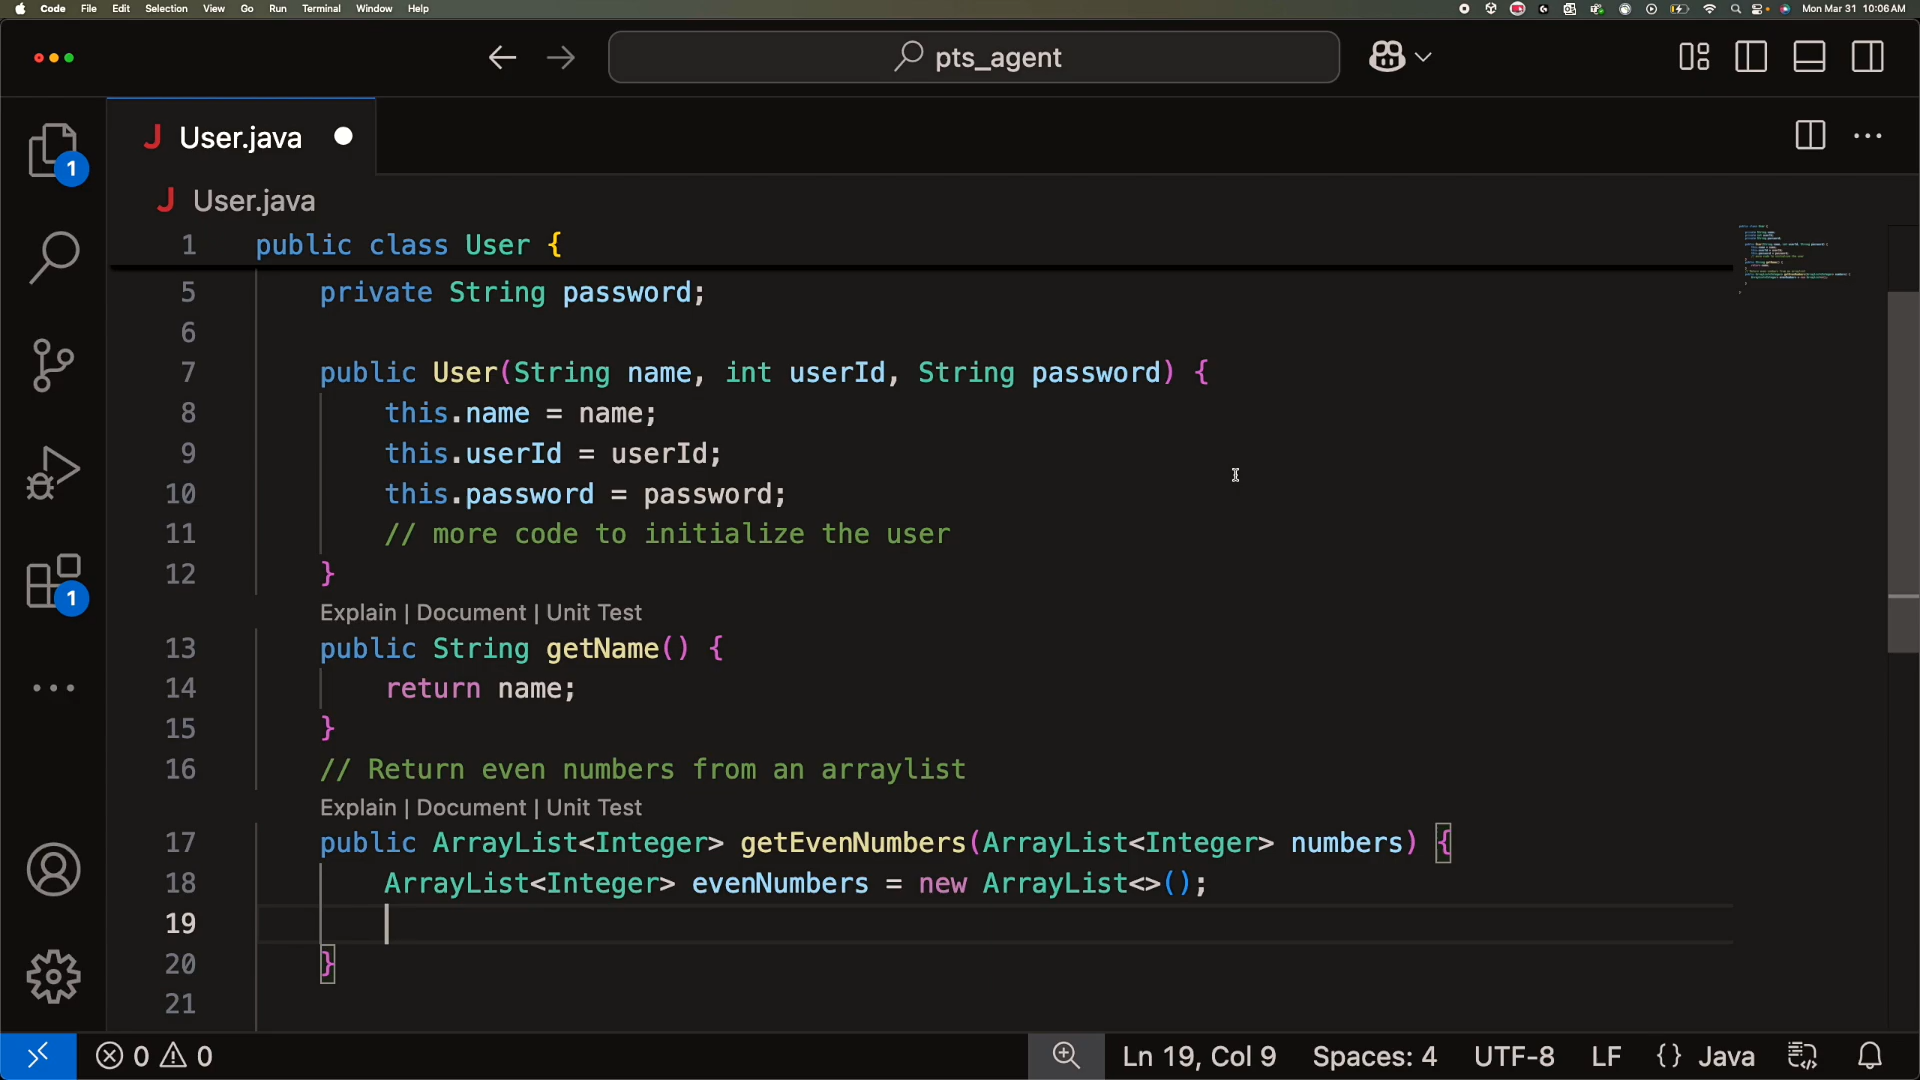 Code File Edit Selection View Go Run Terminal Window Help Mon Mar 31 10:06 AM
pts_agent
J User.java
J User.java
1 public class User {
5 private String password;
6
7 public User(String name, int userId, String password) {
8 this.name = name;
9 this.userId = userId;
10 this.password = password;
11 // more code to initialize the user
12 }
Explain | Document | Unit Test
13 public String getName() {
14 return name;
15 }
16 // Return even numbers from an arraylist
Explain | Document | Unit Test
17 public ArrayList<Integer> getEvenNumbers(ArrayList<Integer> numbers) {
18 ArrayList<Integer> evenNumbers = new ArrayList<>();
19
20 }
21
1
1
0 0 Ln 19, Col 9 Spaces: 4 UTF-8 LF {} Java